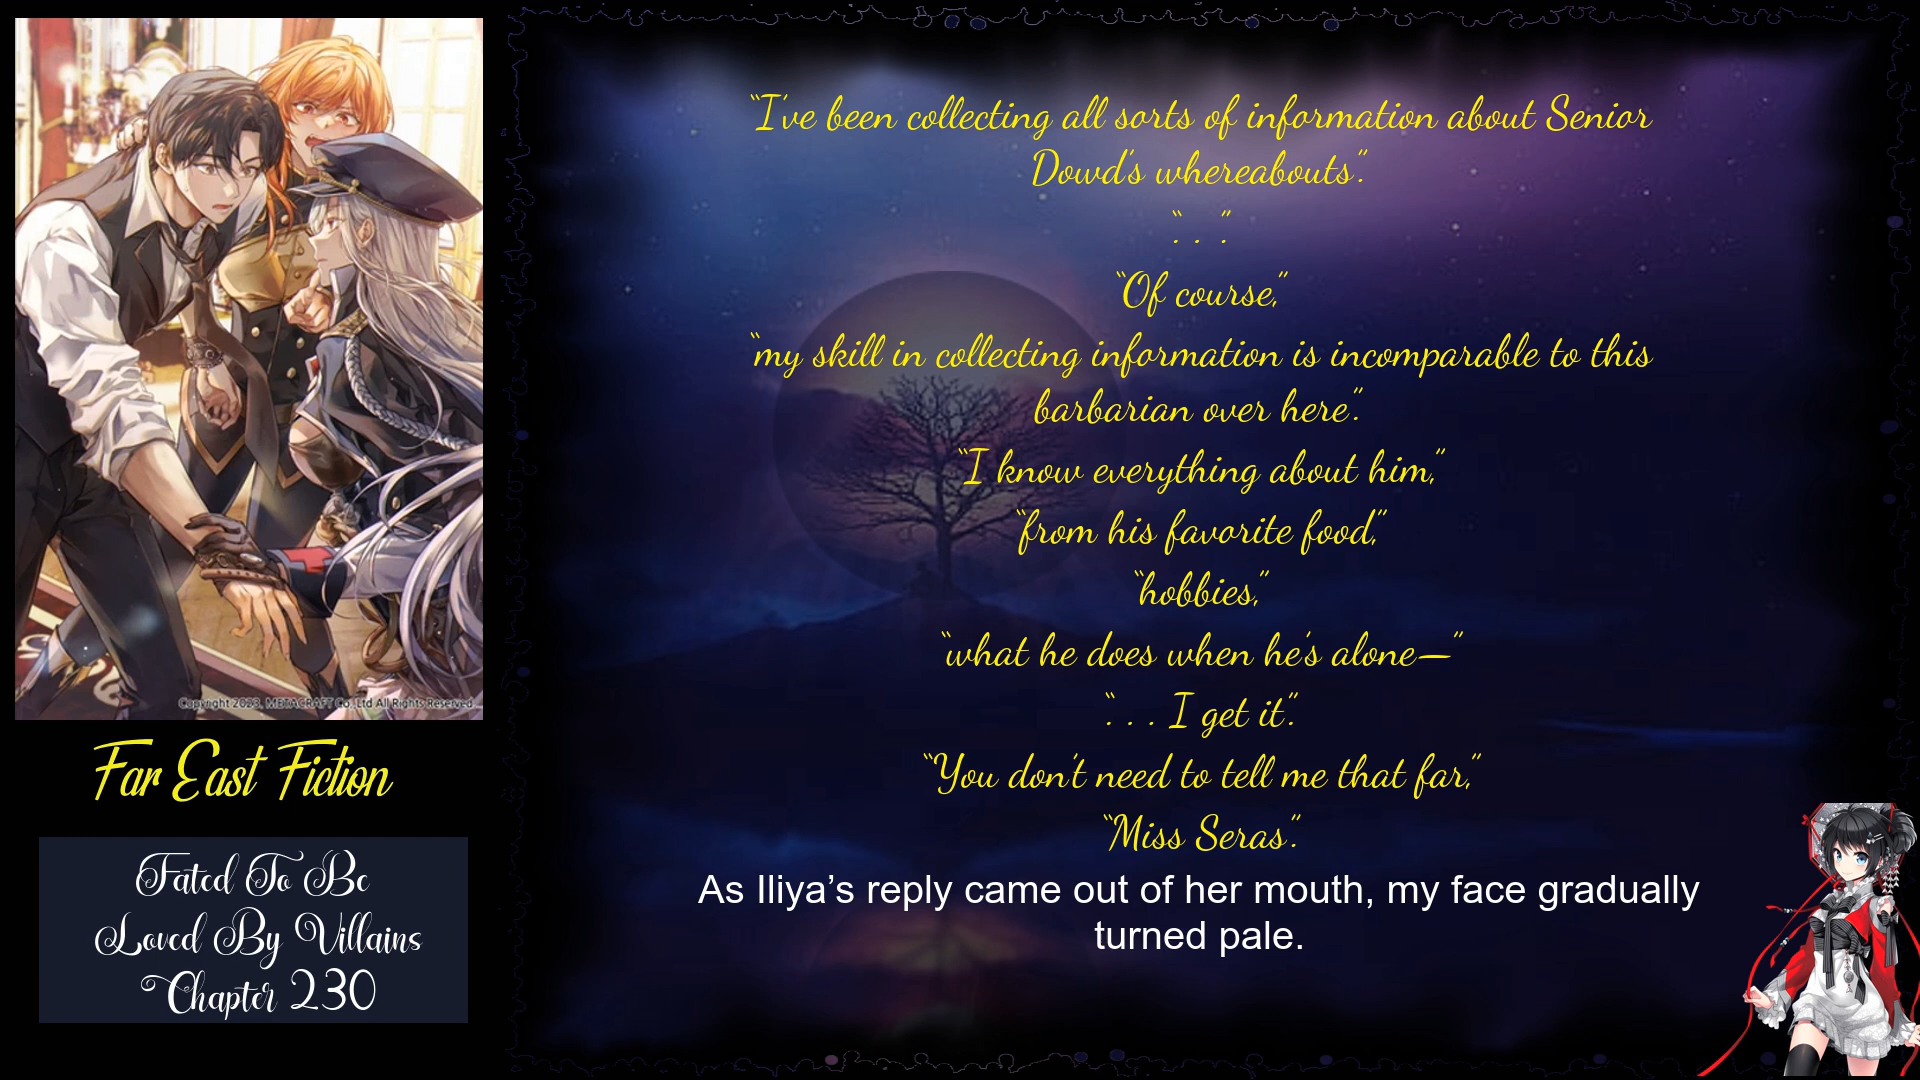 “I’ve been collecting all sorts of information about Senior
Dowd’s whereabouts”.
“. . .”
“Of course,”
“my skill in collecting information is incomparable to this
barbarian over here”.
“I know everything about him,”
“from his favorite food,”
“hobbies,”
“what he does when he’s alone—”
“. . . I get it”.
“You don’t need to tell me that far,”
“Miss Seras”.
As Iliya’s reply came out of her mouth, my face gradually
turned pale.
Copyright 2023. METACRAFT Co.,Ltd All Rights Reserved
Far East Fiction
Fated To Be
Loved By Villains
Chapter 230